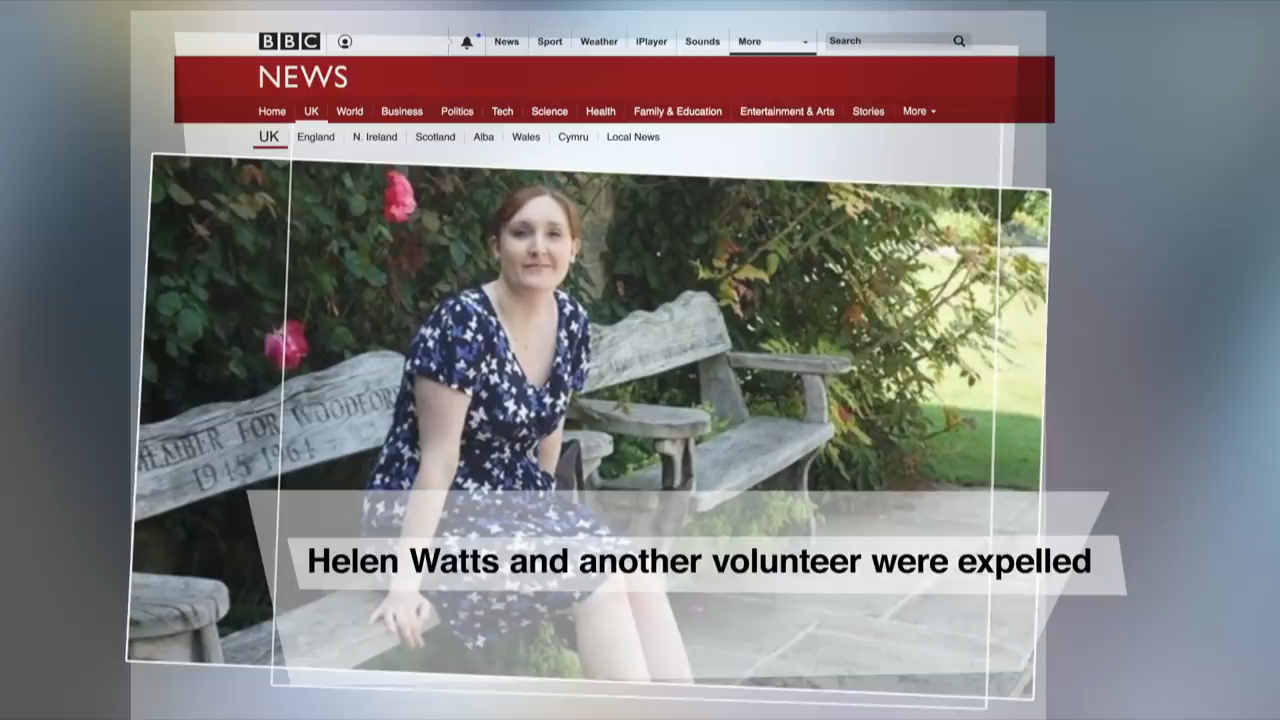 BBC
News Sport Weather iPlayer Sounds More Search
NEWS
Home UK World Business Politics Tech Science Health Family & Education Entertainment & Arts Stories More
UK England N. Ireland Scotland Alba Wales Cymru Local News
FOR WOODFORD
1945-1964
Helen Watts and another volunteer were expelled